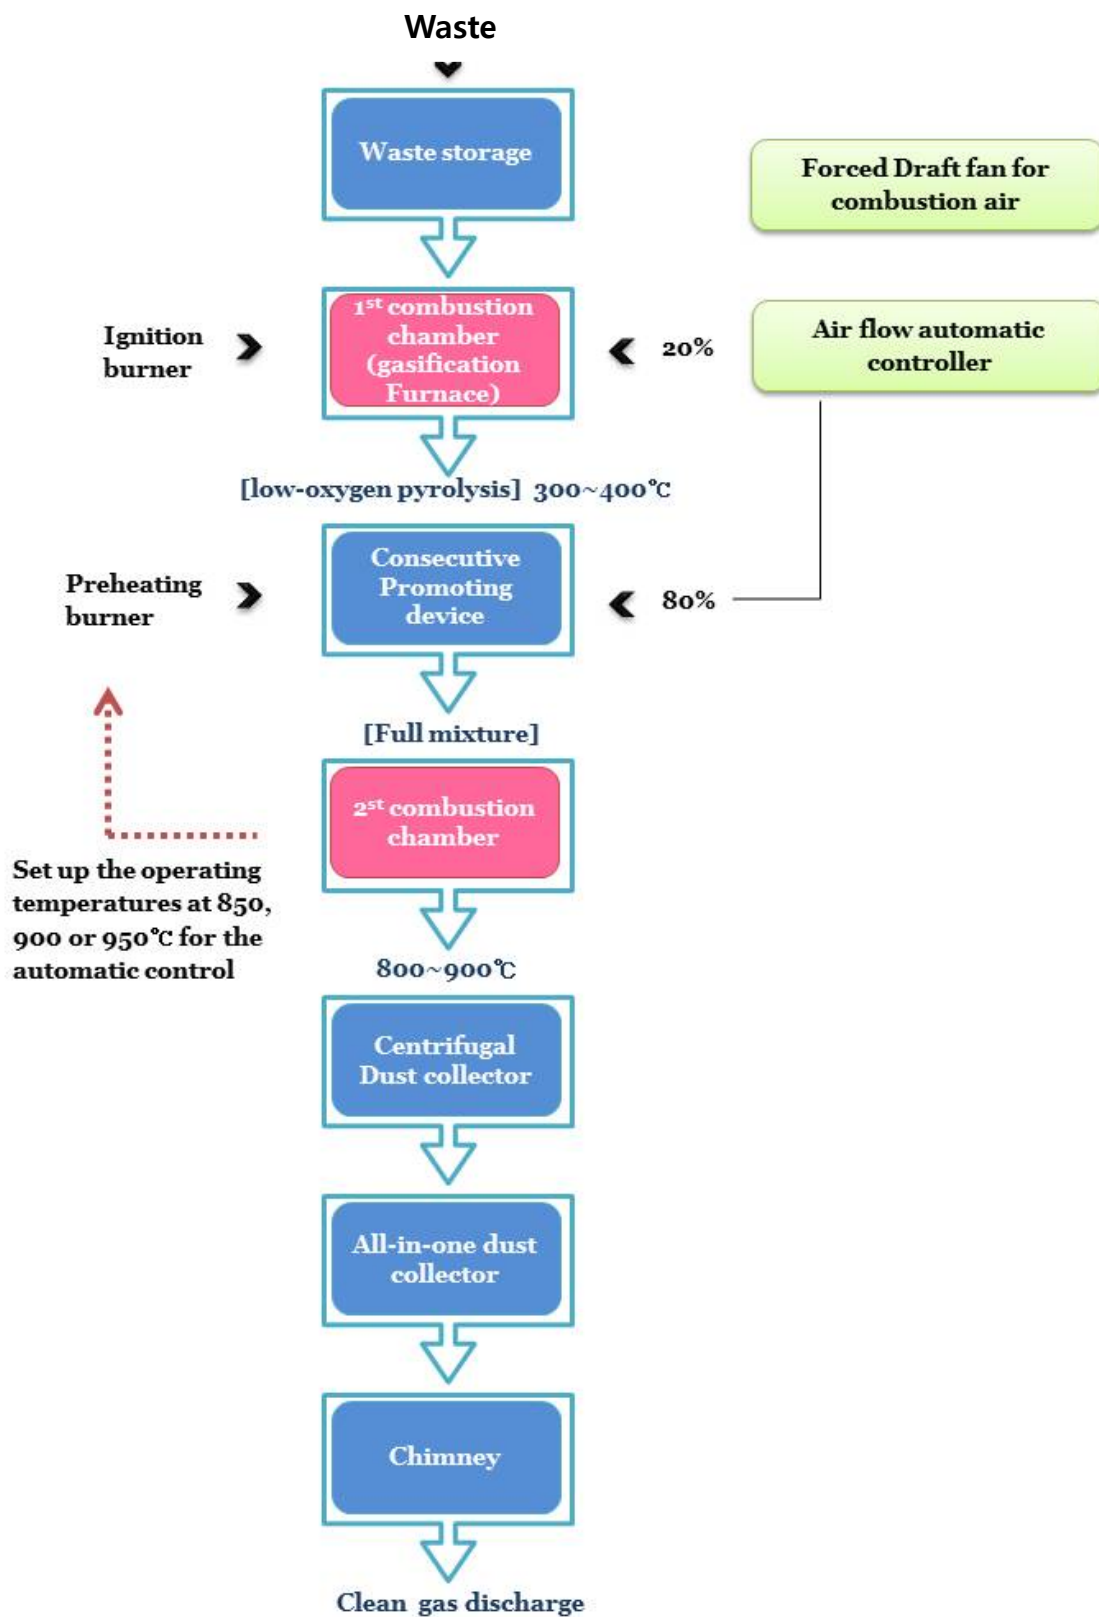 Waste
Waste storage
Forced Draft fan for
combustion air
1st combustion
chamber
(gasification
Furnace)
Ignition
burner
20%
Air flow automatic
controller
[low-oxygen pyrolysis] 300~400℃
Consecutive
Promoting
device
Preheating
burner
80%
[Full mixture]
2st combustion
chamber
Set up the operating
temperatures at 850,
900 or 950℃ for the
automatic control
800~900℃
Centrifugal
Dust collector
All-in-one dust
collector
Chimney
Clean gas discharge